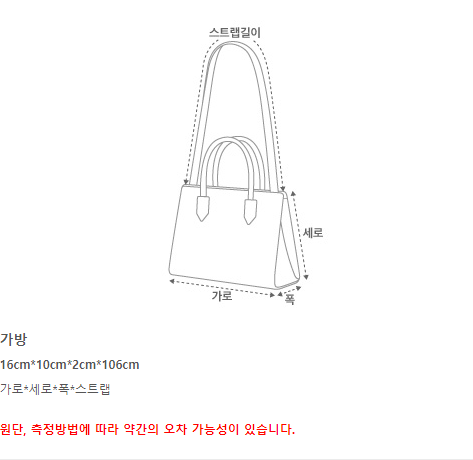 스트랩길이
세로
가로
폭
가방
16cm*10cm*2cm*106cm
가로*세로*폭*스트랩
원단, 측정방법에 따라 약간의 오차 가능성이 있습니다.